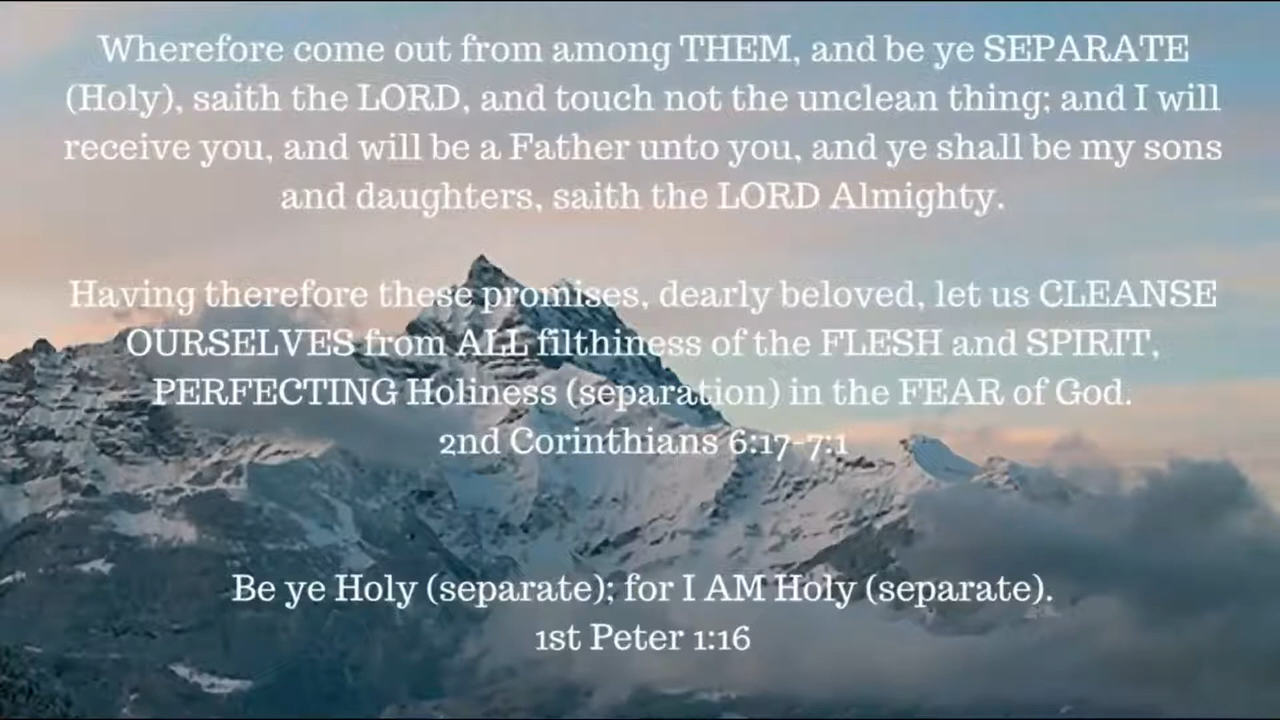 Wherefore come out from among THEM, and be ye SEPARATE
(Holy), saith the LORD, and touch not the unclean thing; and I will
receive you, and will be a Father unto you, and ye shall be my sons
and daughters, saith the LORD Almighty.
Having therefore these promises, dearly beloved, let us CLEANSE
OURSELVES from ALL filthiness of the FLESH and SPIRIT,
PERFECTING Holiness (separation) in the FEAR of God.
2nd Corinthians 6:17-7:1
Be ye Holy (separate); for I AM Holy (separate).
1st Peter 1:16